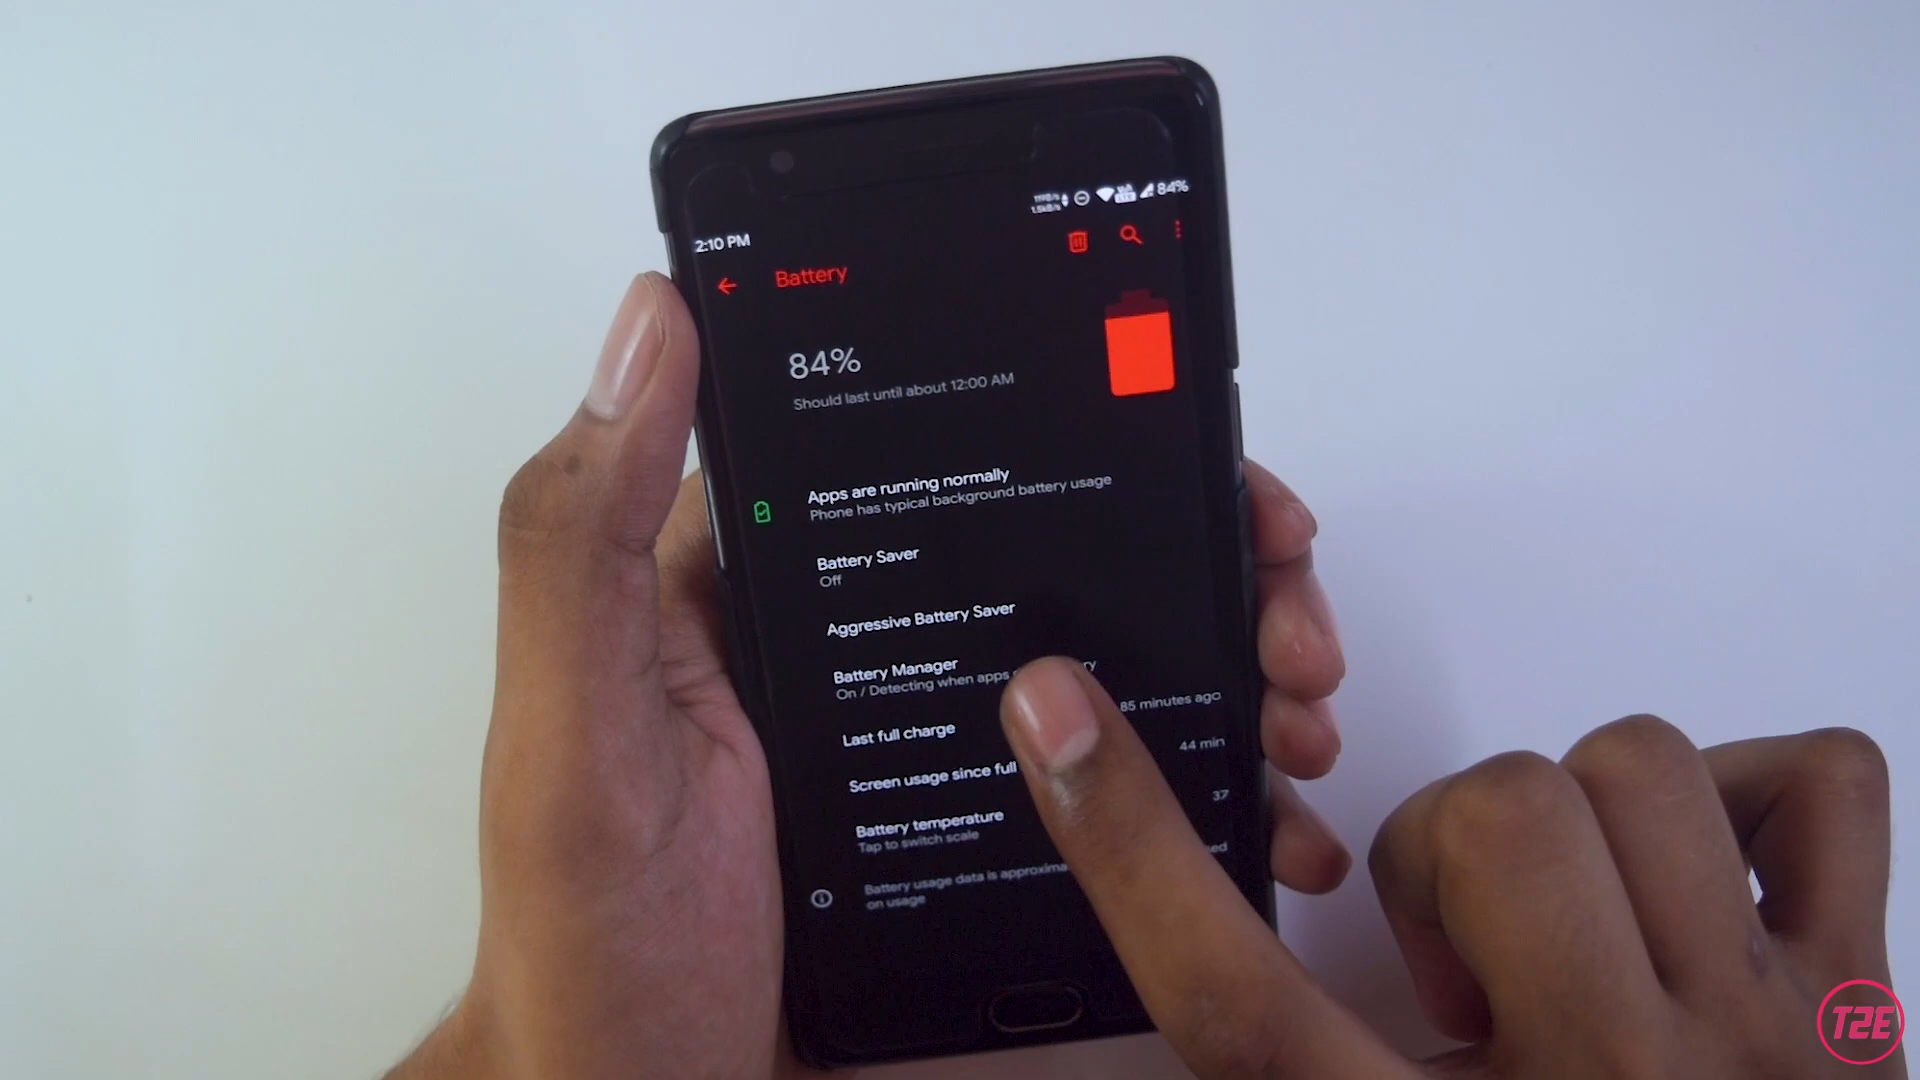 84%
2:10 PM
Battery
84%
Should last until about 12:00 AM
Apps are running normally
Phone has typical background battery usage
Battery Saver
Off
Aggressive Battery Saver
Battery Manager
On / Detecting when apps
Last full charge 85 minutes ago
Screen usage since full 44 min
Battery temperature 37
Tap to switch scale
Battery usage data is
on usage
T2E